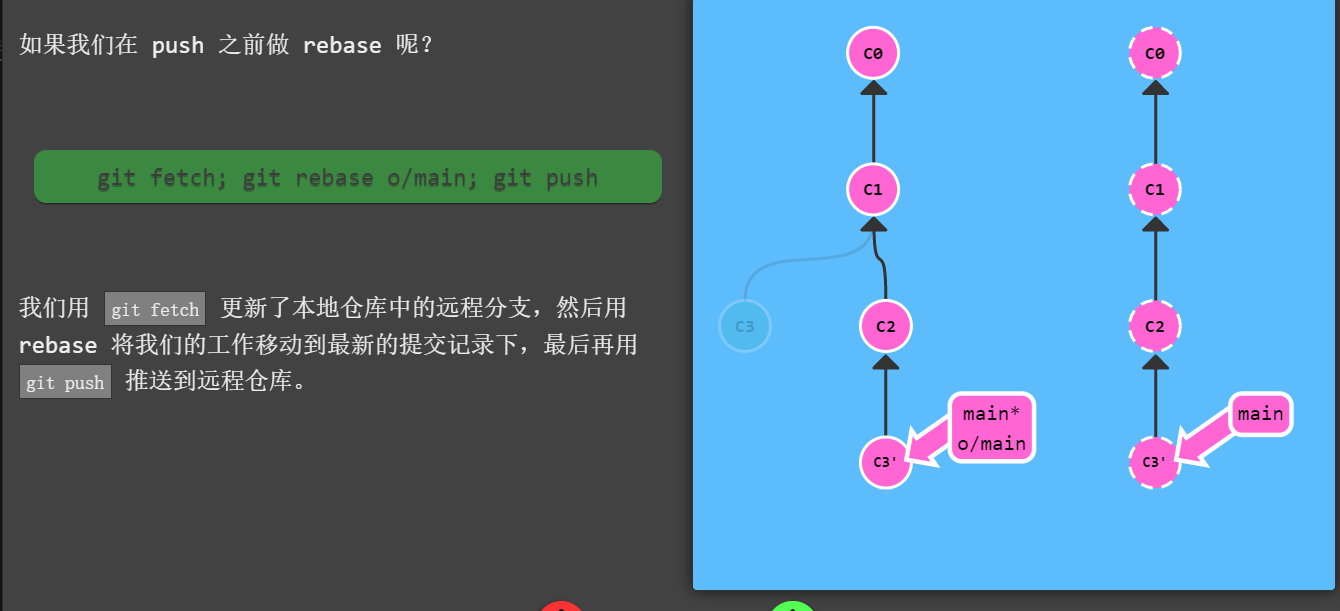 如果我们在 push 之前做 rebase 呢？
git fetch; git rebase o/main; git push
我们用 git fetch 更新了本地仓库中的远程分支，然后用
rebase 将我们的工作移动到最新的提交记录下，最后再用
git push 推送到远程仓库。
C0
C1
C3
C2
main*
o/main
C3'
C0
C1
C2
main
C3'